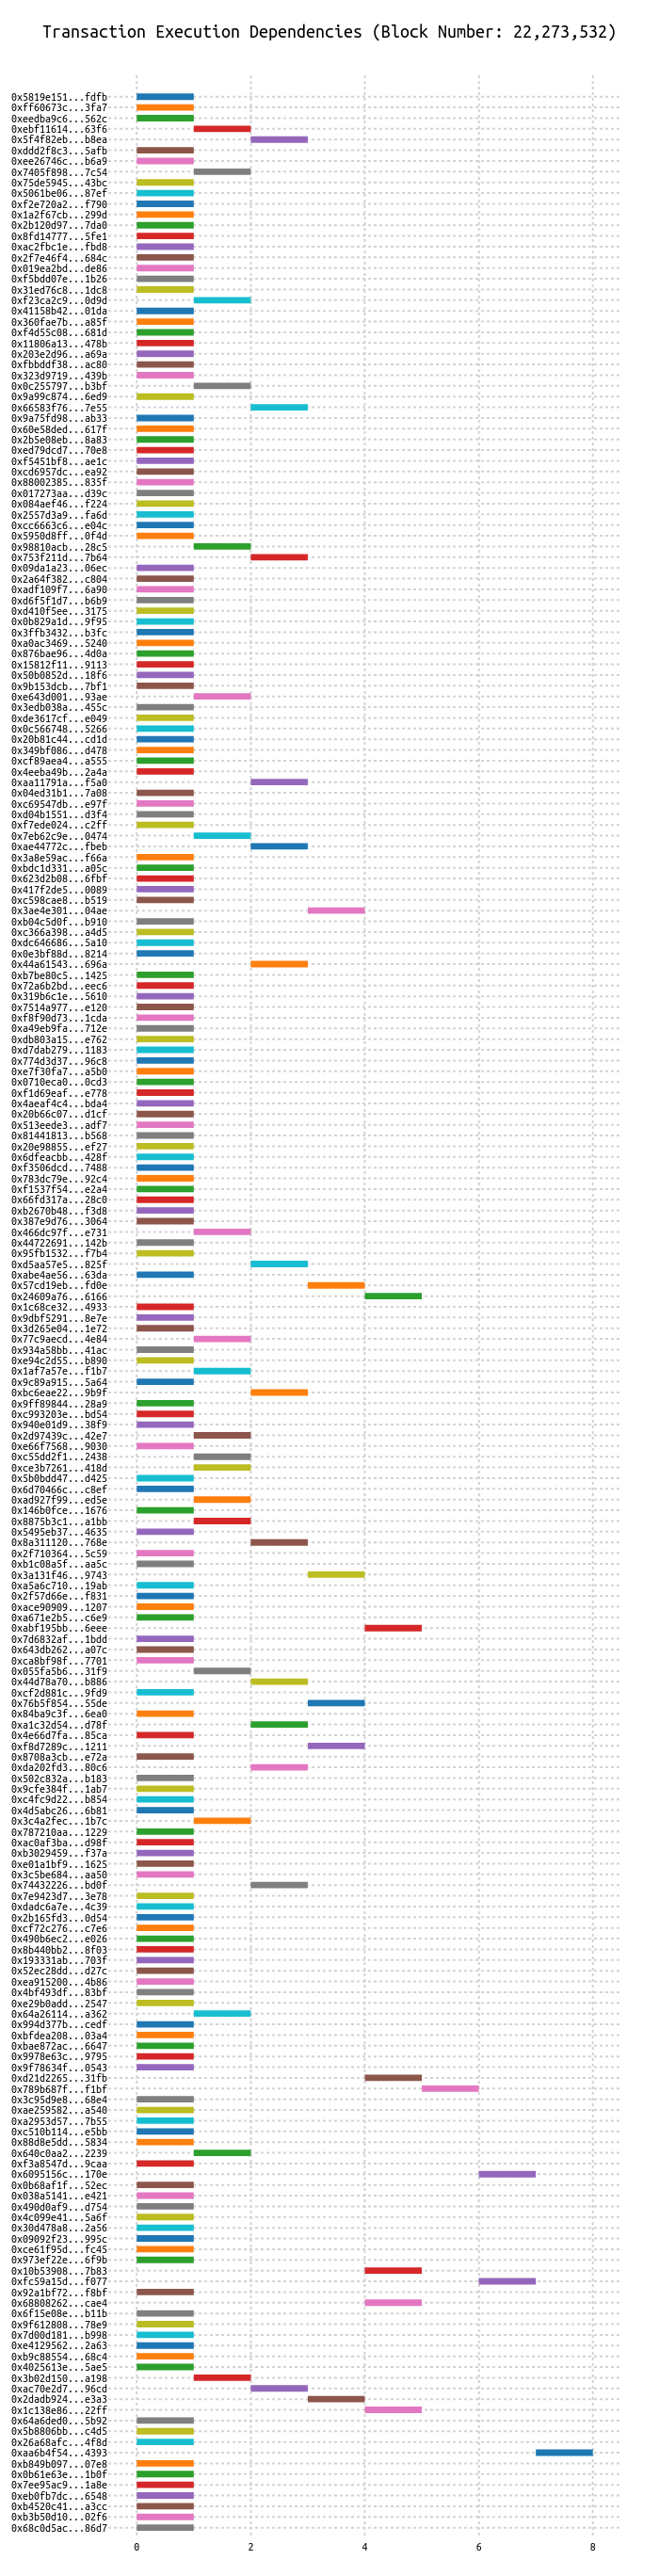 Transaction Execution Dependencies (Block Number: 22,273,532)
0x5819e151...fdfb
0xff60673c...3fa7
0xeedba9c6...562c
0xebf11614...63f6
0x5f4f82eb...b8ea
0xddd2f8c3...5afb
0xee26746c...b6a9
0x7405f898...7c54
0x75de5945...43bc
0x5061be06...87ef
0xf2e720a2...f790
0x1a2f67cb...299d
0x2b120d97...7da0
0x8fd14777...5fe1
0xac2fbc1e...fbd8
0x2f7e46f4...684c
0x019ea2bd...de86
0xf5bdd07e...1b26
0x31ed76c8...1dc8
0xf23ca2c9...0d9d
0x41158b42...01da
0x360fae7b...a85f
0xf4d55c08...681d
0x11806a13...478b
0x203e2d96...a69a
0xfbbddf38...ac80
0x323d9719...439b
0x0c255797...b3bf
0x9a99c874...6ed9
0x66583f76...7e55
0x9a75fd98...ab33
0x60e58ded...617f
0x2b5e08eb...8a83
0xed79dcd7...70e8
0xf5451bf8...ae1c
0xcd6957dc...ea92
0x88002385...835f
0x017273aa...d39c
0x084aef46...f224
0x2557d3a9...fa6d
0xcc6663c6...e04c
0x5950d8ff...0f4d
0x98810acb...28c5
0x753f211d...7b64
0x09da1a23...06ec
0x2a64f382...c804
0xadf109f7...6a90
0xd6f5f1d7...b6b9
0xd410f5ee...3175
0x0b829a1d...9f95
0x3ffb3432...b3fc
0xa0ac3469...5240
0x876bae96...4d0a
0x15812f11...9113
0x50b0852d...18f6
0x9b153dcb...7bf1
0xe643d001...93ae
0x3edb038a...455c
0xde3617cf...e049
0x0c566748...5266
0x20b81c44...cd1d
0x349bf086...d478
0xcf89aea4...a555
0x4eeba49b...2a4a
0xaa11791a...f5a0
0x04ed31b1...7a08
0xc69547db...e97f
0xd04b1551...d3f4
0xf7ede024...c2ff
0x7eb62c9e...0474
0xae44772c...fbeb
0x3a8e59ac...f66a
0xbdc1d331...a05c
0x623d2b08...6fbf
0x417f2de5...0089
0xc598cae8...b519
0x3ae4e301...04ae
0xb04c5d0f...b910
0xc366a398...a4d5
0xdc646686...5a10
0x0e3bf88d...8214
0x44a61543...696a
0xb7be80c5...1425
0x72a6b2bd...eec6
0x319b6c1e...5610
0x7514a977...e120
0xf8f90d73...1cda
0xa49eb9fa...712e
0xdb803a15...e762
0xd7dab279...1183
0x774d3d37...96c8
0xe7f30fa7...a5b0
0x0710eca0...0cd3
0xf1d69eaf...e778
0x4aeaf4c4...bda4
0x20b66c07...d1cf
0x513eede3...adf7
0x81441813...b568
0x20e98855...ef27
0x6dfeacbb...428f
0xf3506dcd...7488
0x783dc79e...92c4
0xf1537f54...e2a4
0x66fd317a...28c0
0xb2670b48...f3d8
0x387e9d76...3064
0x466dc97f...e731
0x44722691...142b
0x95fb1532...f7b4
0xd5aa57e5...825f
0xabe4ae56...63da
0x57cd19eb...fd0e
0x24609a76...6166
0x1c68ce32...4933
0x9dbf5291...8e7e
0x3d265e04...1e72
0x77c9aecd...4e84
0x934a58bb...41ac
0xe94c2d55...b890
0x1af7a57e...f1b7
0x9c89a915...5a64
0xbc6eae22...9b9f
0x9ff89844...28a9
0xc993203e...bd54
0x940e01d9...38f9
0x2d97439c...42e7
0xe66f7568...9030
0xc55dd2f1...2438
0xce3b7261...418d
0x5b0bdd47...d425
0x6d70466c...c8ef
0xad927f99...ed5e
0x146b0fce...1676
0x8875b3c1...a1bb
0x5495eb37...4635
0x8a311120...768e
0x2f710364...5c59
0xb1c08a5f...aa5c
0x3a131f46...9743
0xa5a6c710...19ab
0x2f57d66e...f831
0xace90909...1207
0xa671e2b5...c6e9
0xabf195bb...6eee
0x7d6832af...1bdd
0x643db262...a07c
0xca8bf98f...7701
0x055fa5b6...31f9
0x44d78a70...b886
0xcf2d881c...9fd9
0x76b5f854...55de
0x84ba9c3f...6ea0
0xa1c32d54...d78f
0x4e66d7fa...85ca
0xf8d7289c...1211
0x8708a3cb...e72a
0xda202fd3...80c6
0x502c832a...b183
0x9cfe384f...1ab7
0xc4fc9d22...b854
0x4d5abc26...6b81
0x3c4a2fec...1b7c
0x787210aa...1229
0xac0af3ba...d98f
0xb3029459...f37a
0xe01a1bf9...1625
0x3c5be684...aa50
0x74432226...bd0f
0x7e9423d7...3e78
0xdadc6a7e...4c39
0x2b165fd3...0d54
0xcf72c276...c7e6
0x490b6ec2...e026
0x8b440bb2...8f03
0x193331ab...703f
0x52ec28dd...d27c
0xea915200...4b86
0x4bf493df...83bf
0xe29b0add...2547
0x64a26114...a362
0x994d377b...cedf
0xbfdea208...03a4
0xbae872ac...6647
0x9978e63c...9795
0x9f78634f...0543
0xd21d2265...31fb
0x789b687f...f1bf
0x3c95d9e8...68e4
0xae259582...a540
0xa2953d57...7b55
0xc510b114...e5bb
0x88d8e5dd...5834
0x640c0aa2...2239
0xf3a8547d...9caa
0x6095156c...170e
0x0b68af1f...52ec
0x038a5141...e421
0x490d0af9...d754
0x4c099e41...5a6f
0x30d478a8...2a56
0x09092f23...995c
0xce61f95d...fc45
0x973ef22e...6f9b
0x10b53908...7b83
0xfc59a15d...f077
0x92a1bf72...f8bf
0x68808262...cae4
0x6f15e08e...b11b
0x9f612808...78e9
0x7d00d181...b998
0xe4129562...2a63
0xb9c88554...68c4
0x4025613e...5ae5
0x3b02d150...a198
0xac70e2d7...96cd
0x2dadb924...e3a3
0x1c138e86...22ff
0x64a6ded0...5b92
0x5b8806bb...c4d5
0x26a68afc...4f8d
0xaa6b4f54...4393
0xb849b097...07e8
0x0b61e63e...1b0f
0x7ee95ac9...1a8e
0xeb0fb7dc...6548
0xb4520c41...a3cc
0xb3b50d10...02f6
0x68c0d5ac...86d7
0 2 4 6 8